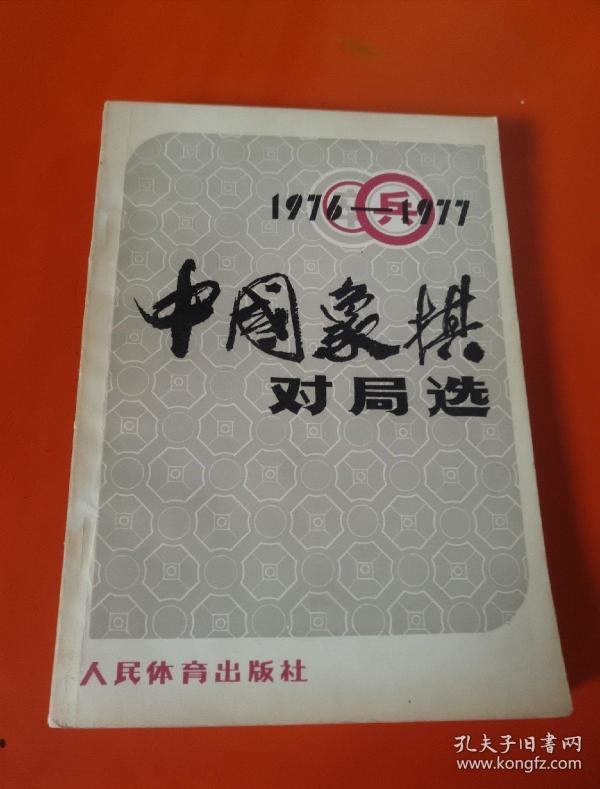 1976—1977
兵
中國象棋
对局选
人民体育出版社
孔夫子旧书网
www.kongfz.com